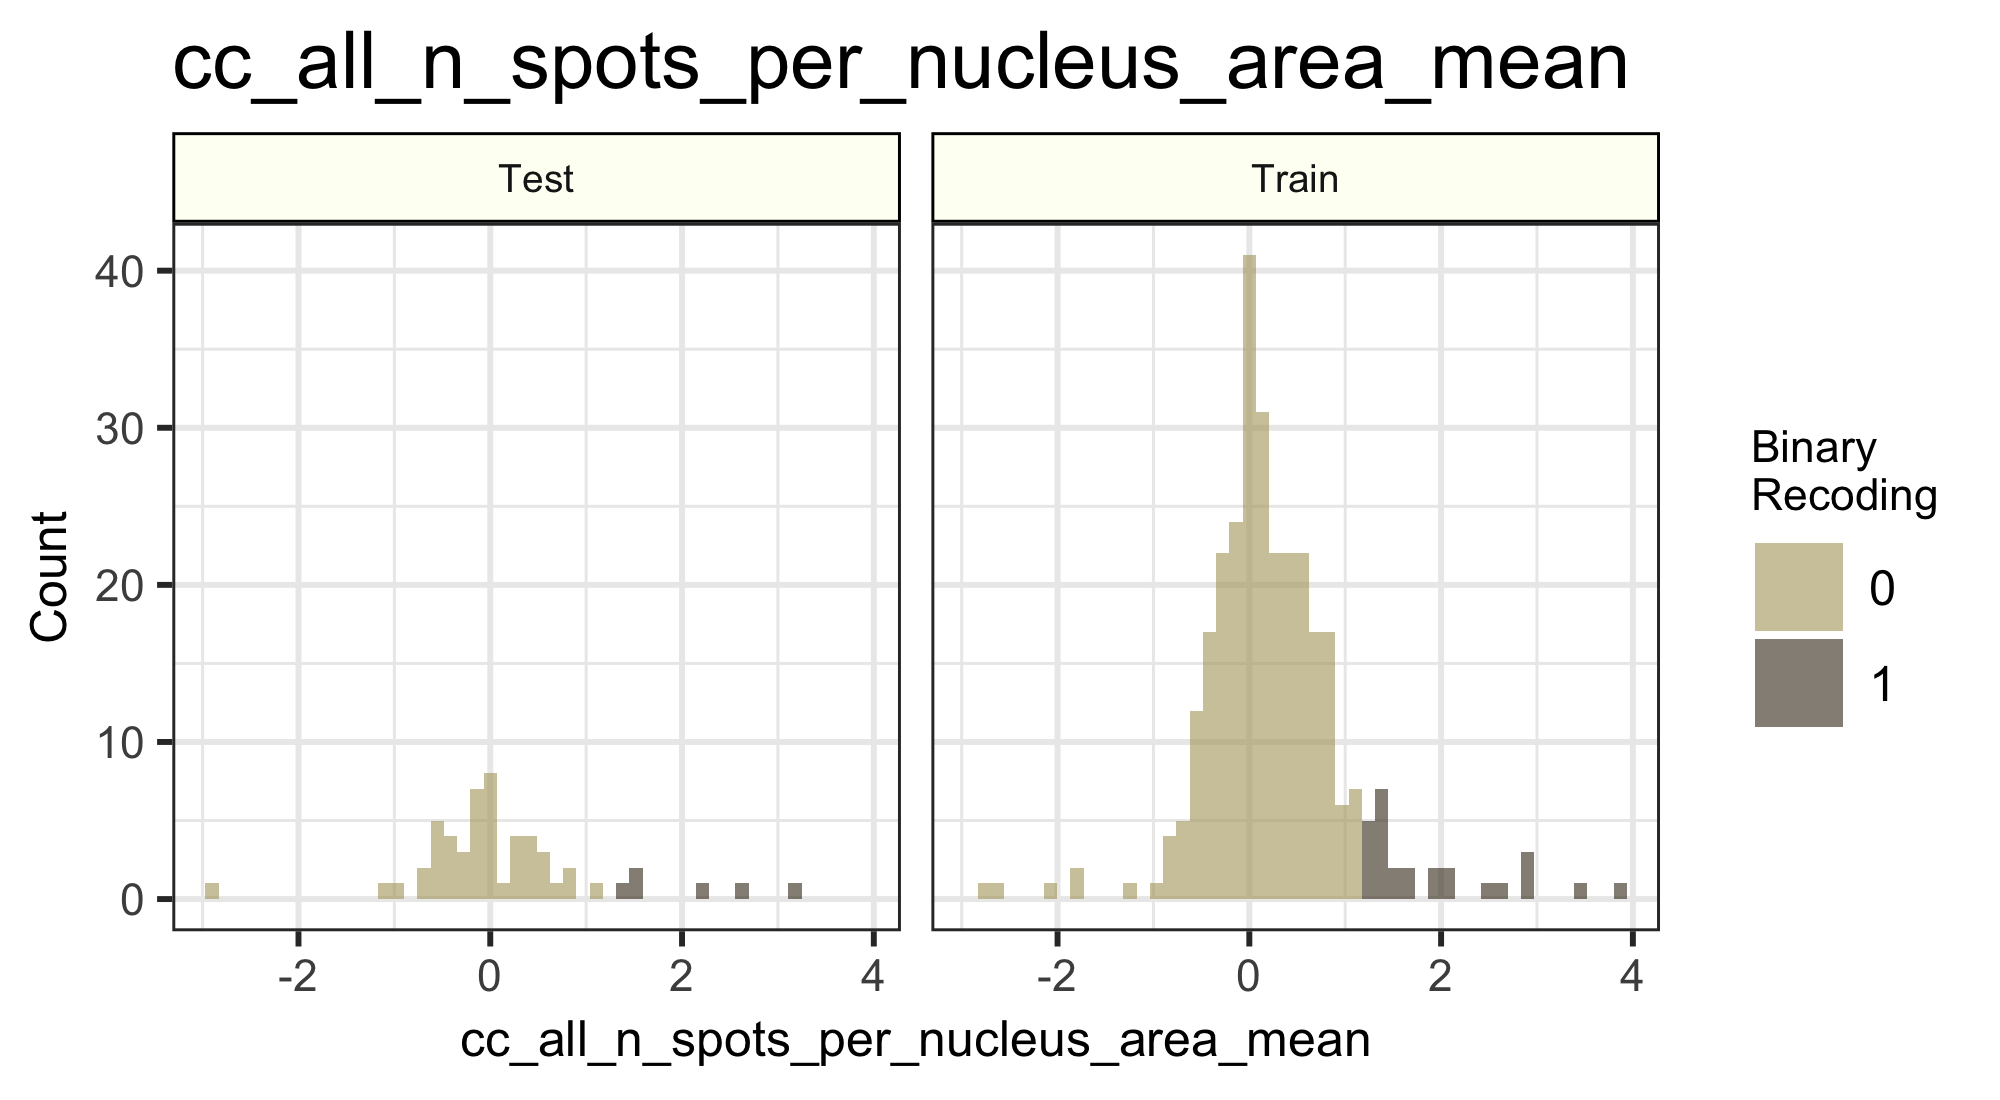 cc_all_n_spots_per_nucleus_area_mean
Test
Train
40
30
20
10
0
Count
-2
0
2
4
-2
0
2
4
cc_all_n_spots_per_nucleus_area_mean
Binary
Recoding
0
1